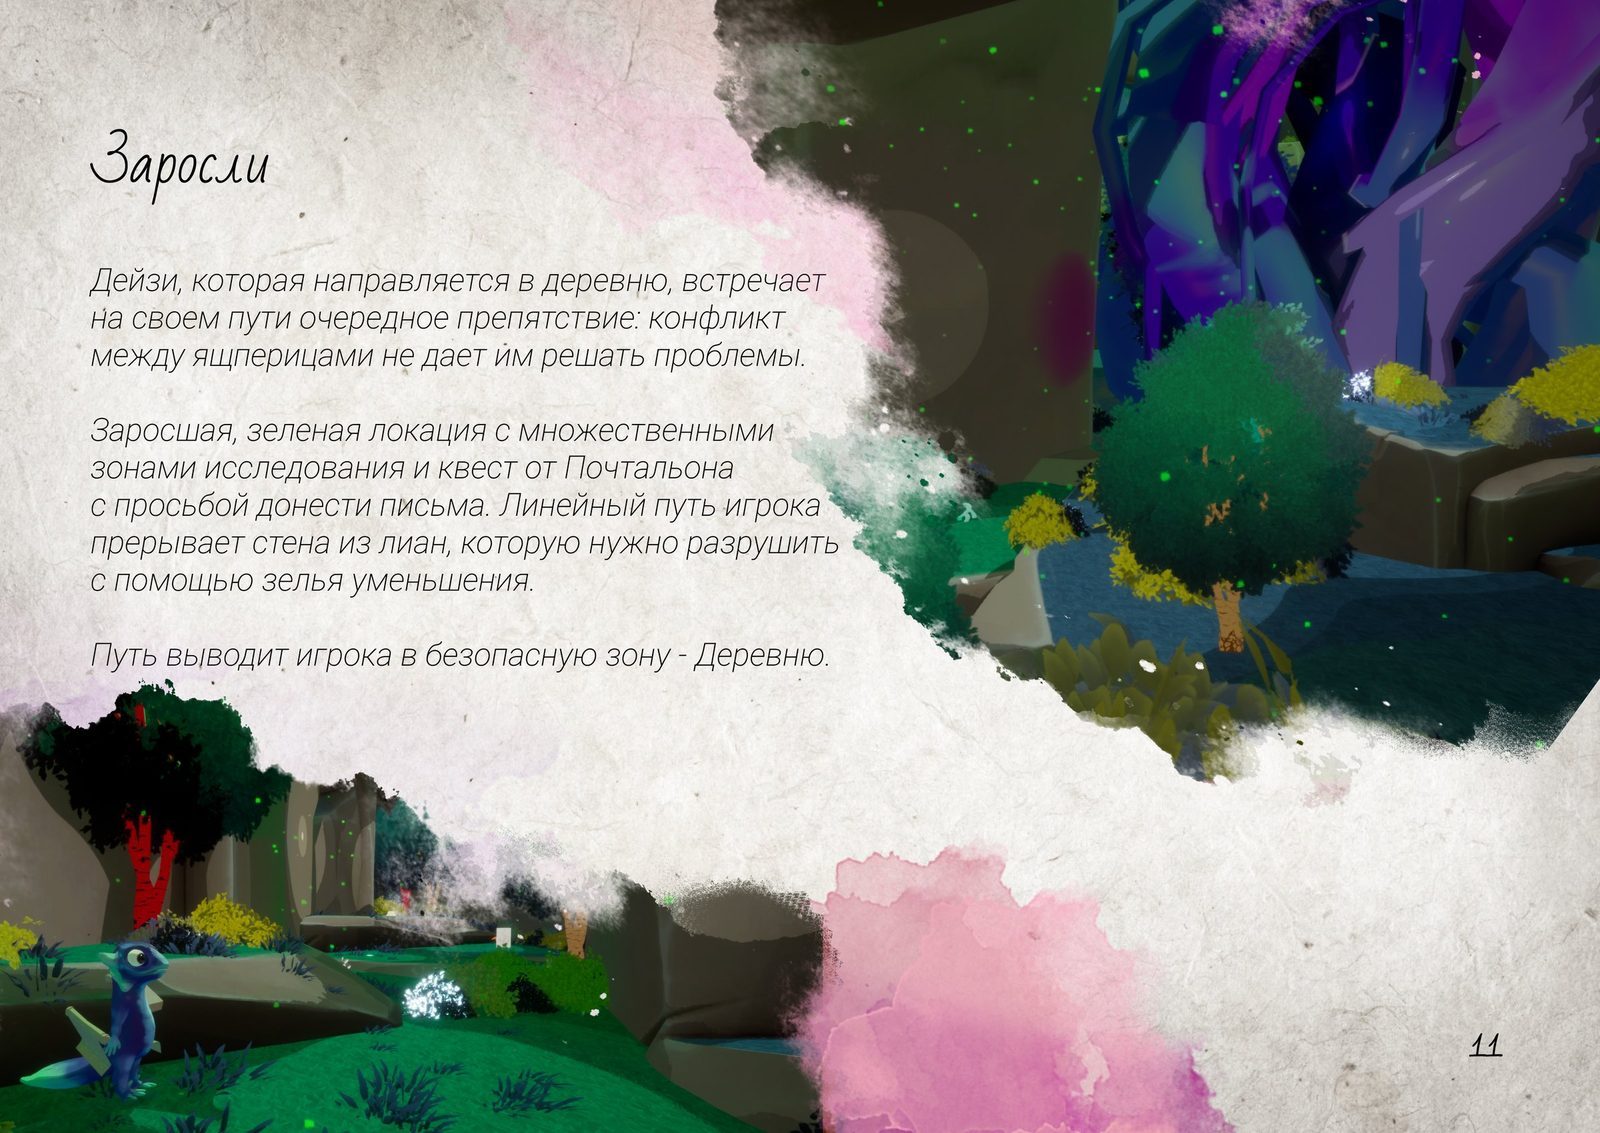 Заросли
Дейзи, которая направляется в деревню, встречает
на своем пути очередное препятствие: конфликт
между ящперицами не дает им решать проблемы.
Заросшая, зеленая локация с множественными
зонами исследования и квест от Почтальона
с просьбой донести письма. Линейный путь игрока
прерывает стена из лиан, которую нужно разрушить
с помощью зелья уменьшения.
Путь выводит игрока в безопасную зону - Деревню.
11